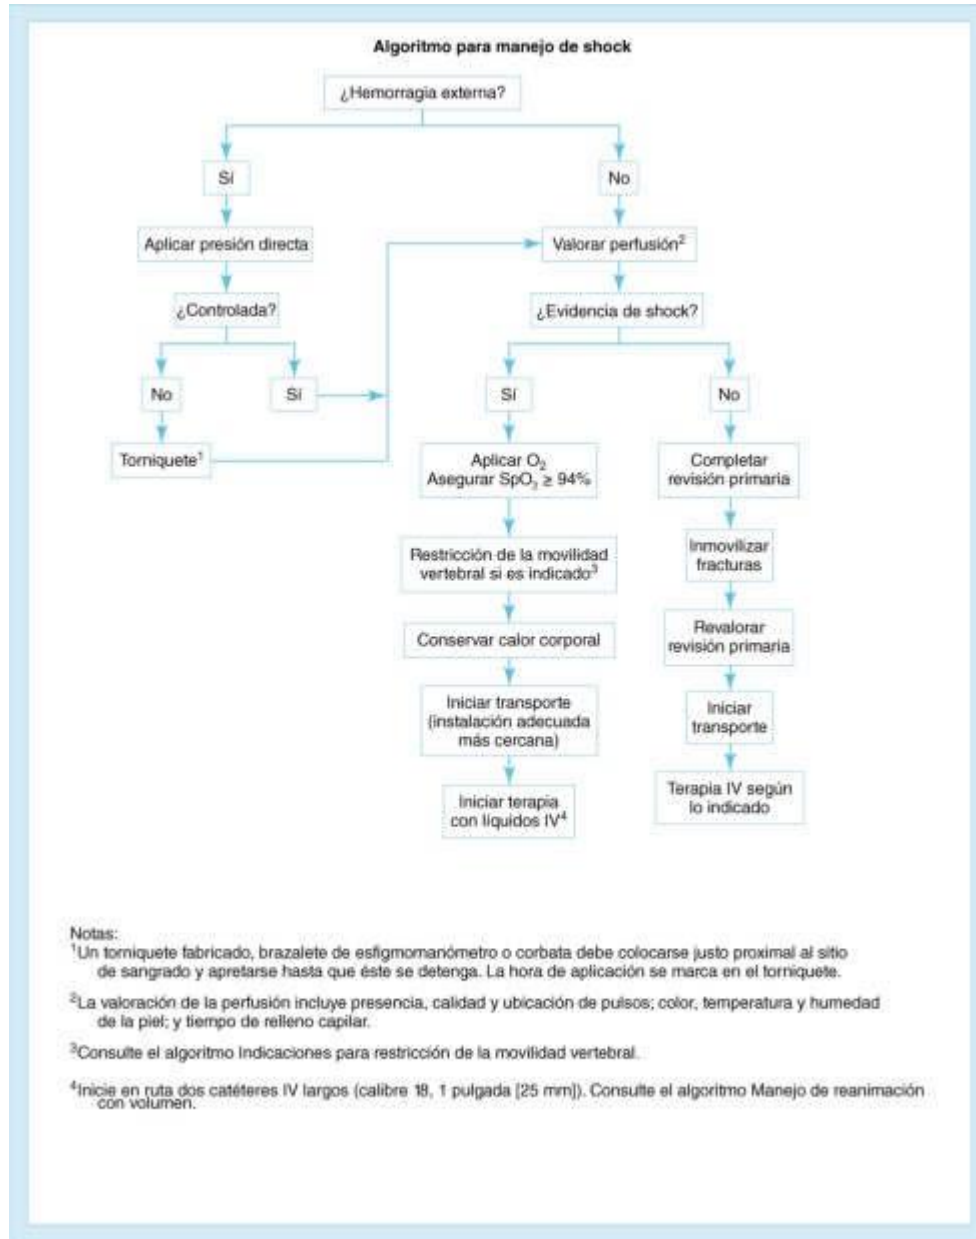 Algoritmo para manejo de shock
¿Hemorragia externa?
Sí
No
Aplicar presión directa
Valorar perfusión²
¿Controlada?
¿Evidencia de shock?
No
Sí
Sí
No
Torniquete¹
Aplicar O₂
Asegurar SpO₂ ≥ 94%
Completar
revisión primaria
Restricción de la movilidad
vertebral si es indicado³
Inmovilizar
fracturas
Conservar calor corporal
Revalorar
revisión primaria
Iniciar transporte
(instalación adecuada
más cercana)
Iniciar
transporte
Iniciar terapia
con líquidos IV⁴
Terapia IV según
lo indicado
Notas:
¹Un torniquete fabricado, brazalete de esfigmomanómetro o corbata debe colocarse justo proximal al sitio
de sangrado y apretarse hasta que éste se detenga. La hora de aplicación se marca en el torniquete.
²La valoración de la perfusión incluye presencia, calidad y ubicación de pulsos; color, temperatura y humedad
de la piel; y tiempo de relleno capilar.
³Consulte el algoritmo Indicaciones para restricción de la movilidad vertebral.
⁴Inicie en ruta dos catéteres IV largos (calibre 18, 1 pulgada [25 mm]). Consulte el algoritmo Manejo de reanimación
con volumen.